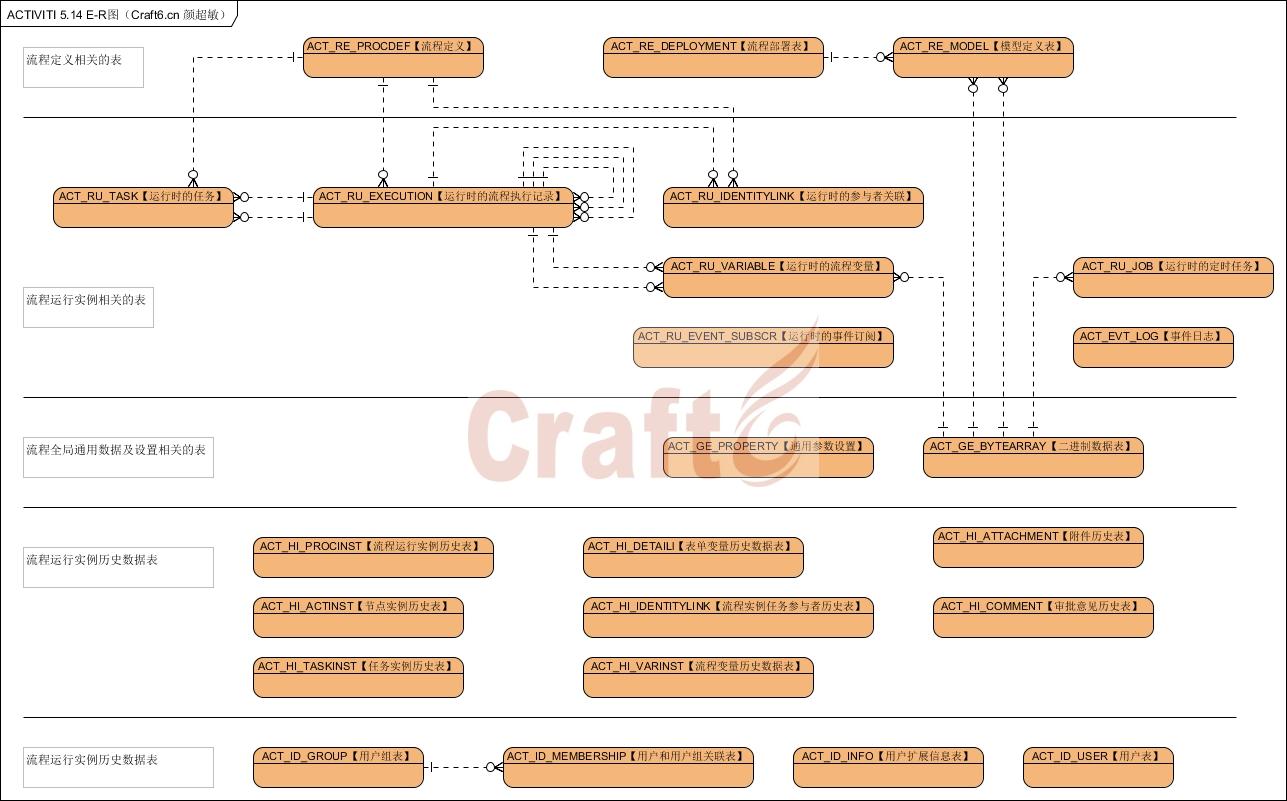 ACTIVITI 5.14 E-R图（Craft6.cn 颜超敏）
流程定义相关的表
ACT_RE_PROCDEF【流程定义】
ACT_RE_DEPLOYMENT【流程部署表】
ACT_RE_MODEL【模型定义表】
ACT_RU_TASK【运行时的任务】
ACT_RU_EXECUTION【运行时的流程执行记录】
ACT_RU_IDENTITYLINK【运行时的参与者关联】
ACT_RU_VARIABLE【运行时的流程变量】
ACT_RU_JOB【运行时的定时任务】
流程运行实例相关的表
ACT_RU_EVENT_SUBSCR【运行时的事件订阅】
ACT_EVT_LOG【事件日志】
Craft6
流程全局通用数据及设置相关的表
ACT_GE_PROPERTY【通用参数设置】
ACT_GE_BYTEARRAY【二进制数据表】
流程运行实例历史数据表
ACT_HI_PROCINST【流程运行实例历史表】
ACT_HI_DETAILI【表单变量历史数据表】
ACT_HI_ATTACHMENT【附件历史表】
ACT_HI_ACTINST【节点实例历史表】
ACT_HI_IDENTITYLINK【流程实例任务参与者历史表】
ACT_HI_COMMENT【审批意见历史表】
ACT_HI_TASKINST【任务实例历史表】
ACT_HI_VARINST【流程变量历史数据表】
流程运行实例历史数据表
ACT_ID_GROUP【用户组表】
ACT_ID_MEMBERSHIP【用户和用户组关联表】
ACT_ID_INFO【用户扩展信息表】
ACT_ID_USER【用户表】